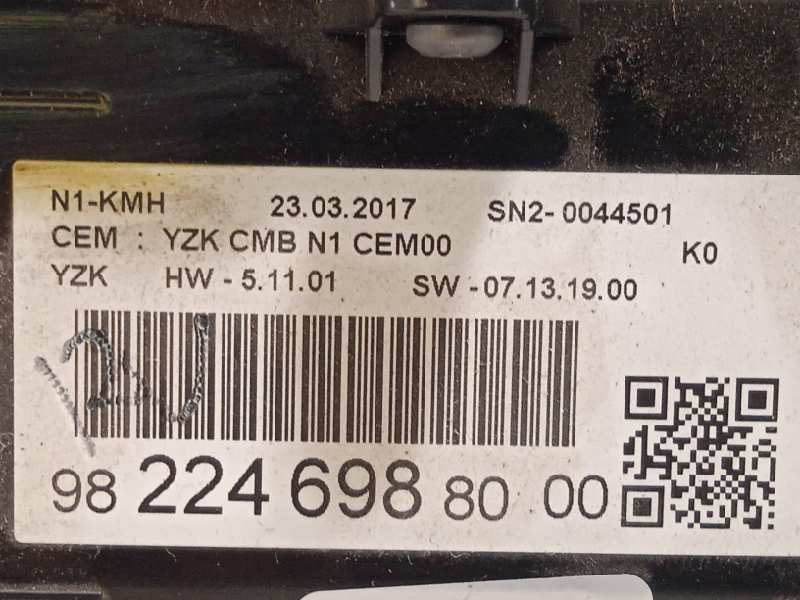 N1-KMH 23.03.2017 SN2-0044501
CEM : YZK CMB N1 CEM00 K0
YZK HW - 5.11.01 SW -07.13.19.00
98 224 698 80 00